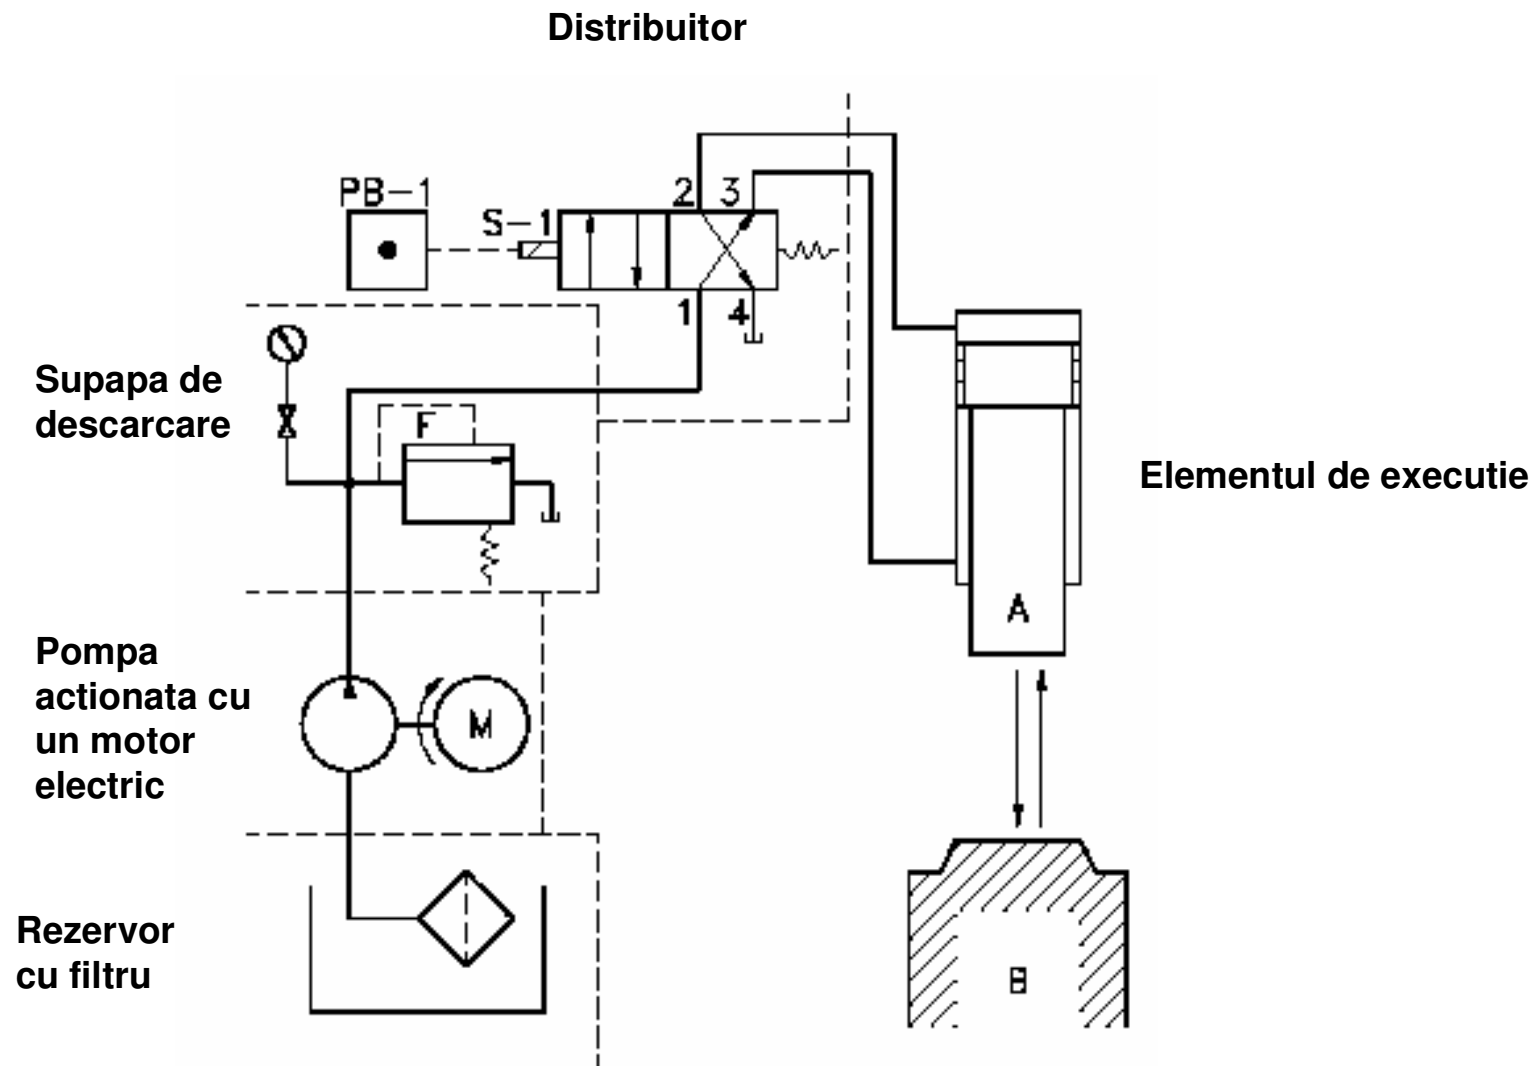 Distribuitor
PB-1
S-1
2 3
1 4
Supapa de
descarcare
F
Elementul de executie
A
Pompa
actionata cu
un motor
electric
M
Rezervor
cu filtru
B